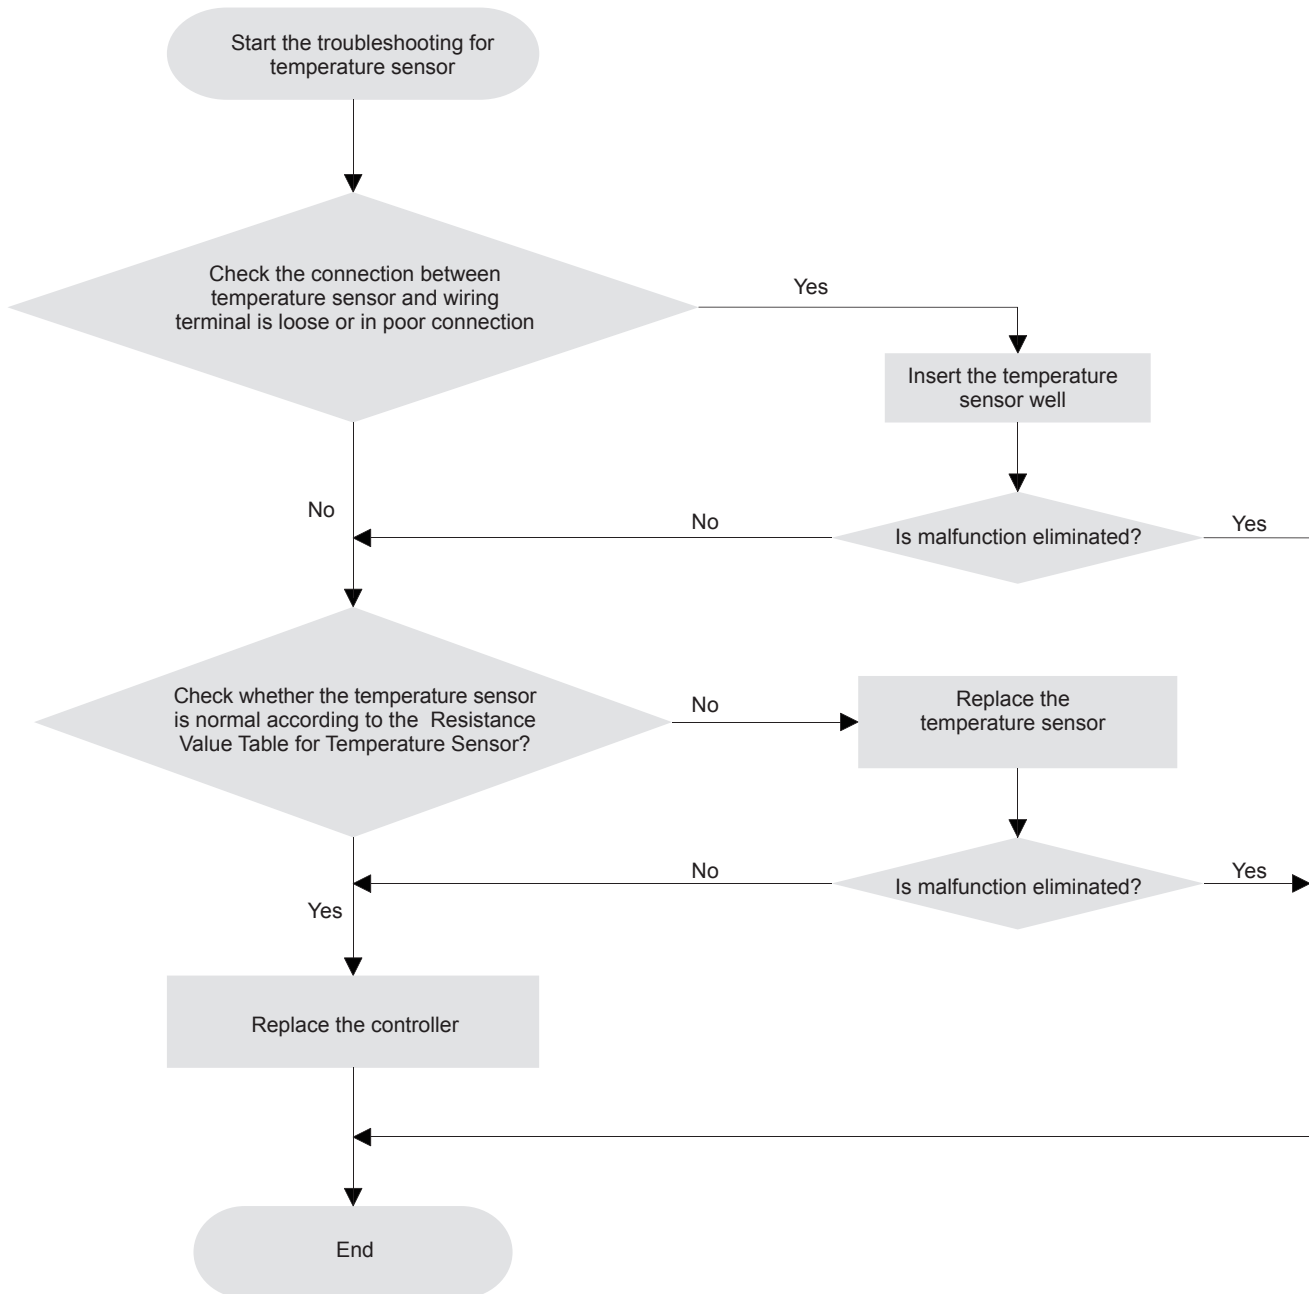 Start the troubleshooting for
temperature sensor
Check the connection between
temperature sensor and wiring
terminal is loose or in poor connection
Yes
Insert the temperature
sensor well
No
No
Is malfunction eliminated?
Yes
Check whether the temperature sensor
is normal according to the Resistance
Value Table for Temperature Sensor?
No
Replace the
temperature sensor
No
Is malfunction eliminated?
Yes
Yes
Replace the controller
End